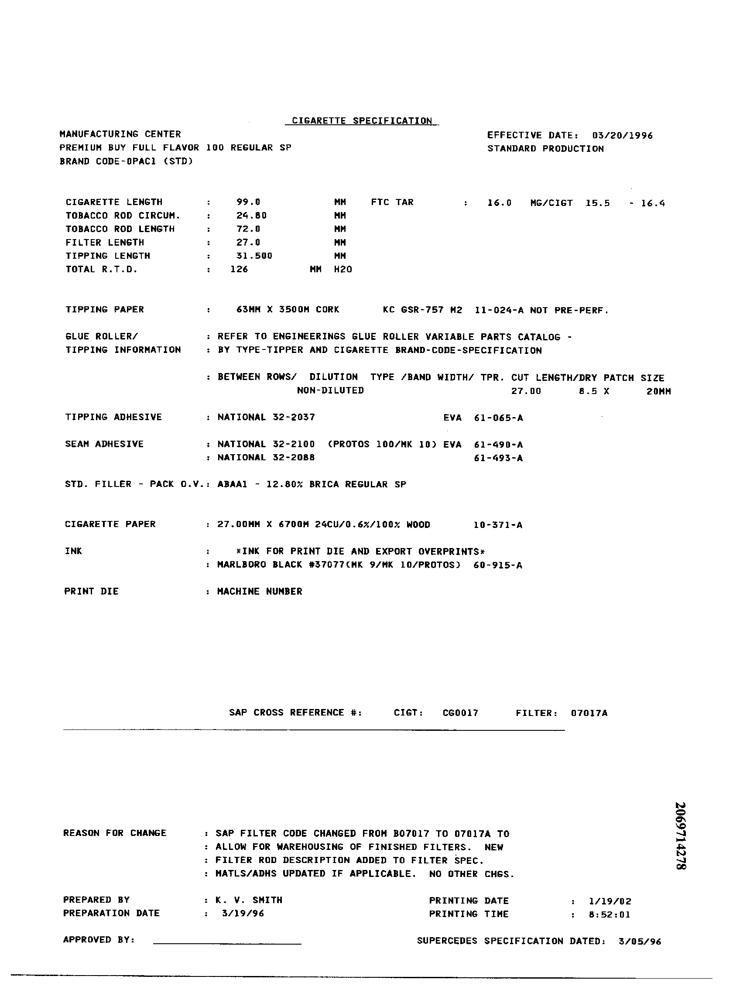 CIGARETTE SPECIFICATION
MANUFACTURING CENTER EFFECTIVE DATE: 03/20/1996
PREMIUM BUY FULL FLAVOR 100 REGULAR SP STANDARD PRODUCTION
BRAND CODE-0PAC1 (STD)
CIGARETTE LENGTH : 99.0 MM FTC TAR : 16.0 MG/CIGT 15.5 - 16.4
TOBACCO ROD CIRCUM. : 24.80 MM
TOBACCO ROD LENGTH : 72.0 MM
FILTER LENGTH : 27.0 MM
TIPPING LENGTH : 31.500 MM
TOTAL R.T.D. : 126 MM H2O
TIPPING PAPER : 63MM X 3500M CORK KC GSR-757 M2 11-024-A NOT PRE-PERF.
GLUE ROLLER/ : REFER TO ENGINEERINGS GLUE ROLLER VARIABLE PARTS CATALOG -
TIPPING INFORMATION : BY TYPE-TIPPER AND CIGARETTE BRAND-CODE-SPECIFICATION
: BETWEEN ROWS/ DILUTION TYPE /BAND WIDTH/ TPR. CUT LENGTH/DRY PATCH SIZE
NON-DILUTED 27.00 8.5 X 20MM
TIPPING ADHESIVE : NATIONAL 32-2037 EVA 61-065-A
SEAM ADHESIVE : NATIONAL 32-2100 (PROTOS 100/MK 10) EVA 61-490-A
: NATIONAL 32-2088 61-493-A
STD. FILLER - PACK O.V.: ABAA1 - 12.80% BRICA REGULAR SP
CIGARETTE PAPER : 27.00MM X 6700M 24CU/0.6%/100% WOOD 10-371-A
INK : *INK FOR PRINT DIE AND EXPORT OVERPRINTS*
: MARLBORO BLACK #37077(MK 9/MK 10/PROTOS) 60-915-A
PRINT DIE : MACHINE NUMBER
SAP CROSS REFERENCE #: CIGT: CG0017 FILTER: 07017A
REASON FOR CHANGE : SAP FILTER CODE CHANGED FROM B07017 TO 07017A TO
: ALLOW FOR WAREHOUSING OF FINISHED FILTERS. NEW
: FILTER ROD DESCRIPTION ADDED TO FILTER SPEC.
: MATLS/ADHS UPDATED IF APPLICABLE. NO OTHER CHGS.
PREPARED BY : K. V. SMITH PRINTING DATE : 1/19/02
PREPARATION DATE : 3/19/96 PRINTING TIME : 8:52:01
APPROVED BY: SUPERCEDES SPECIFICATION DATED: 3/05/96
2069714278